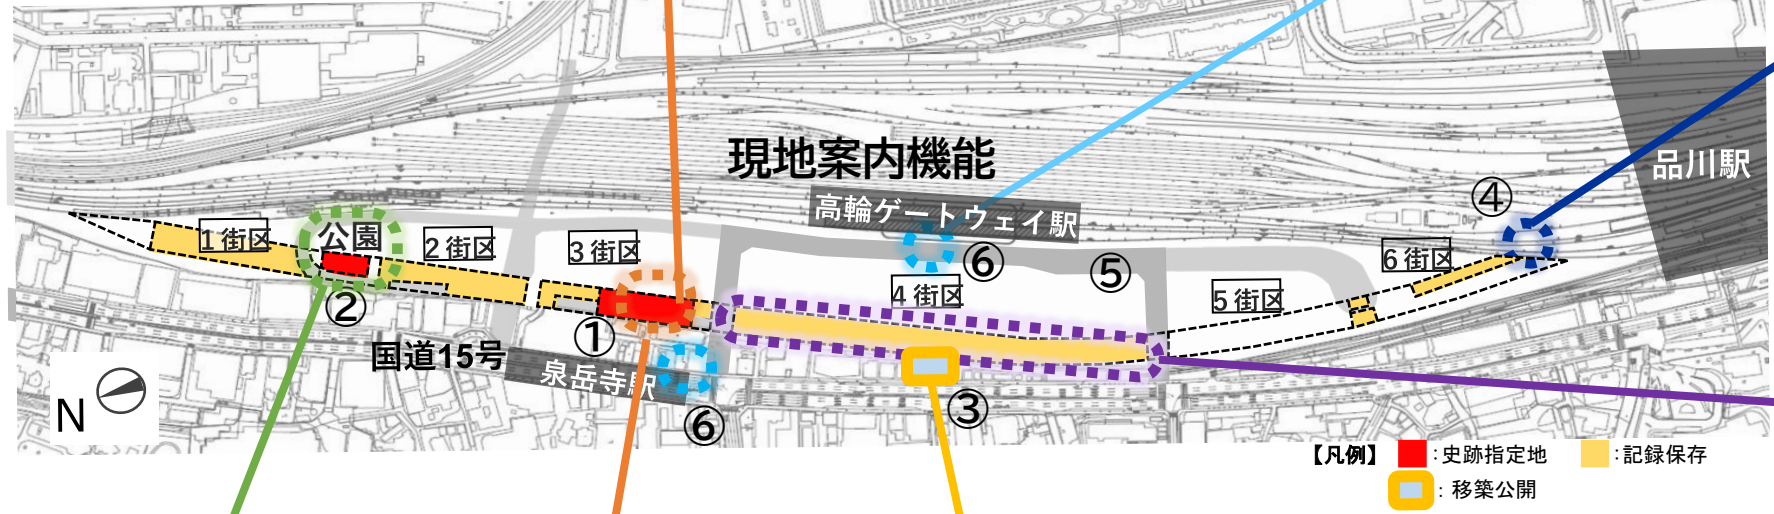 現地案内機能
高輪ゲートウェイ駅
品川駅
④
1街区
公園
2街区
3街区
⑥
⑤
6街区
4街区
5街区
②
①
国道15号
泉岳寺駅
③
⑥
N
【凡例】 :史跡指定地 :記録保存
: 移築公開